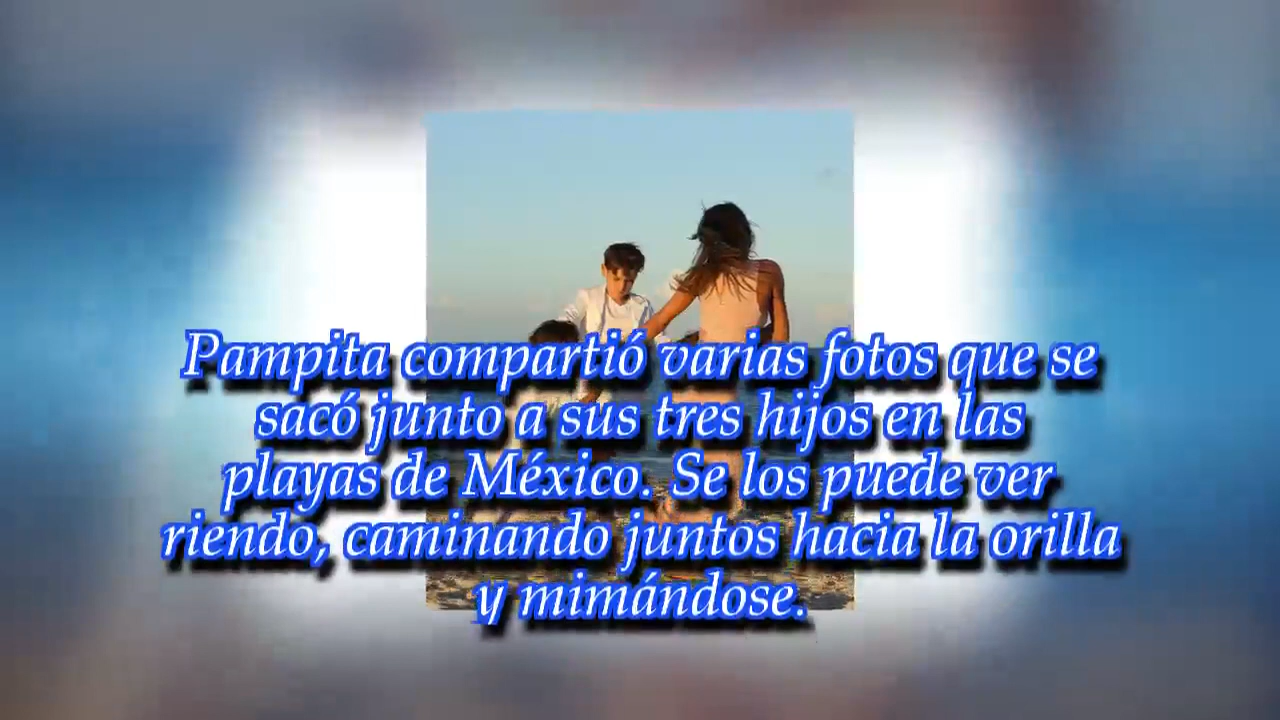 Pampita compartió varias fotos que se
sacó junto a sus tres hijos en las
playas de México. Se los puede ver
riendo, caminando juntos hacia la orilla
y mimándose.